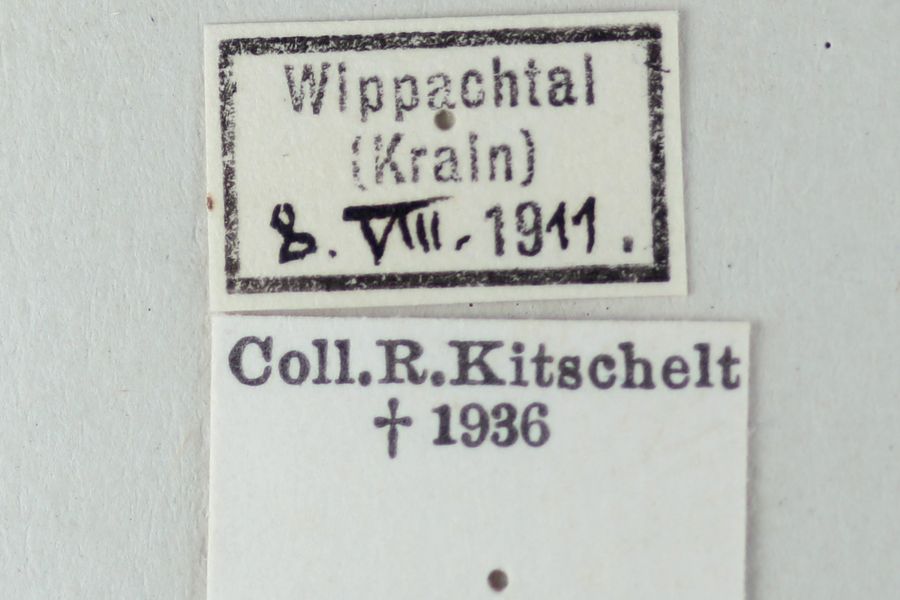 Wippachtal
(Krain)
8. VIII. 1911.
Coll. R. Kitschelt
† 1936